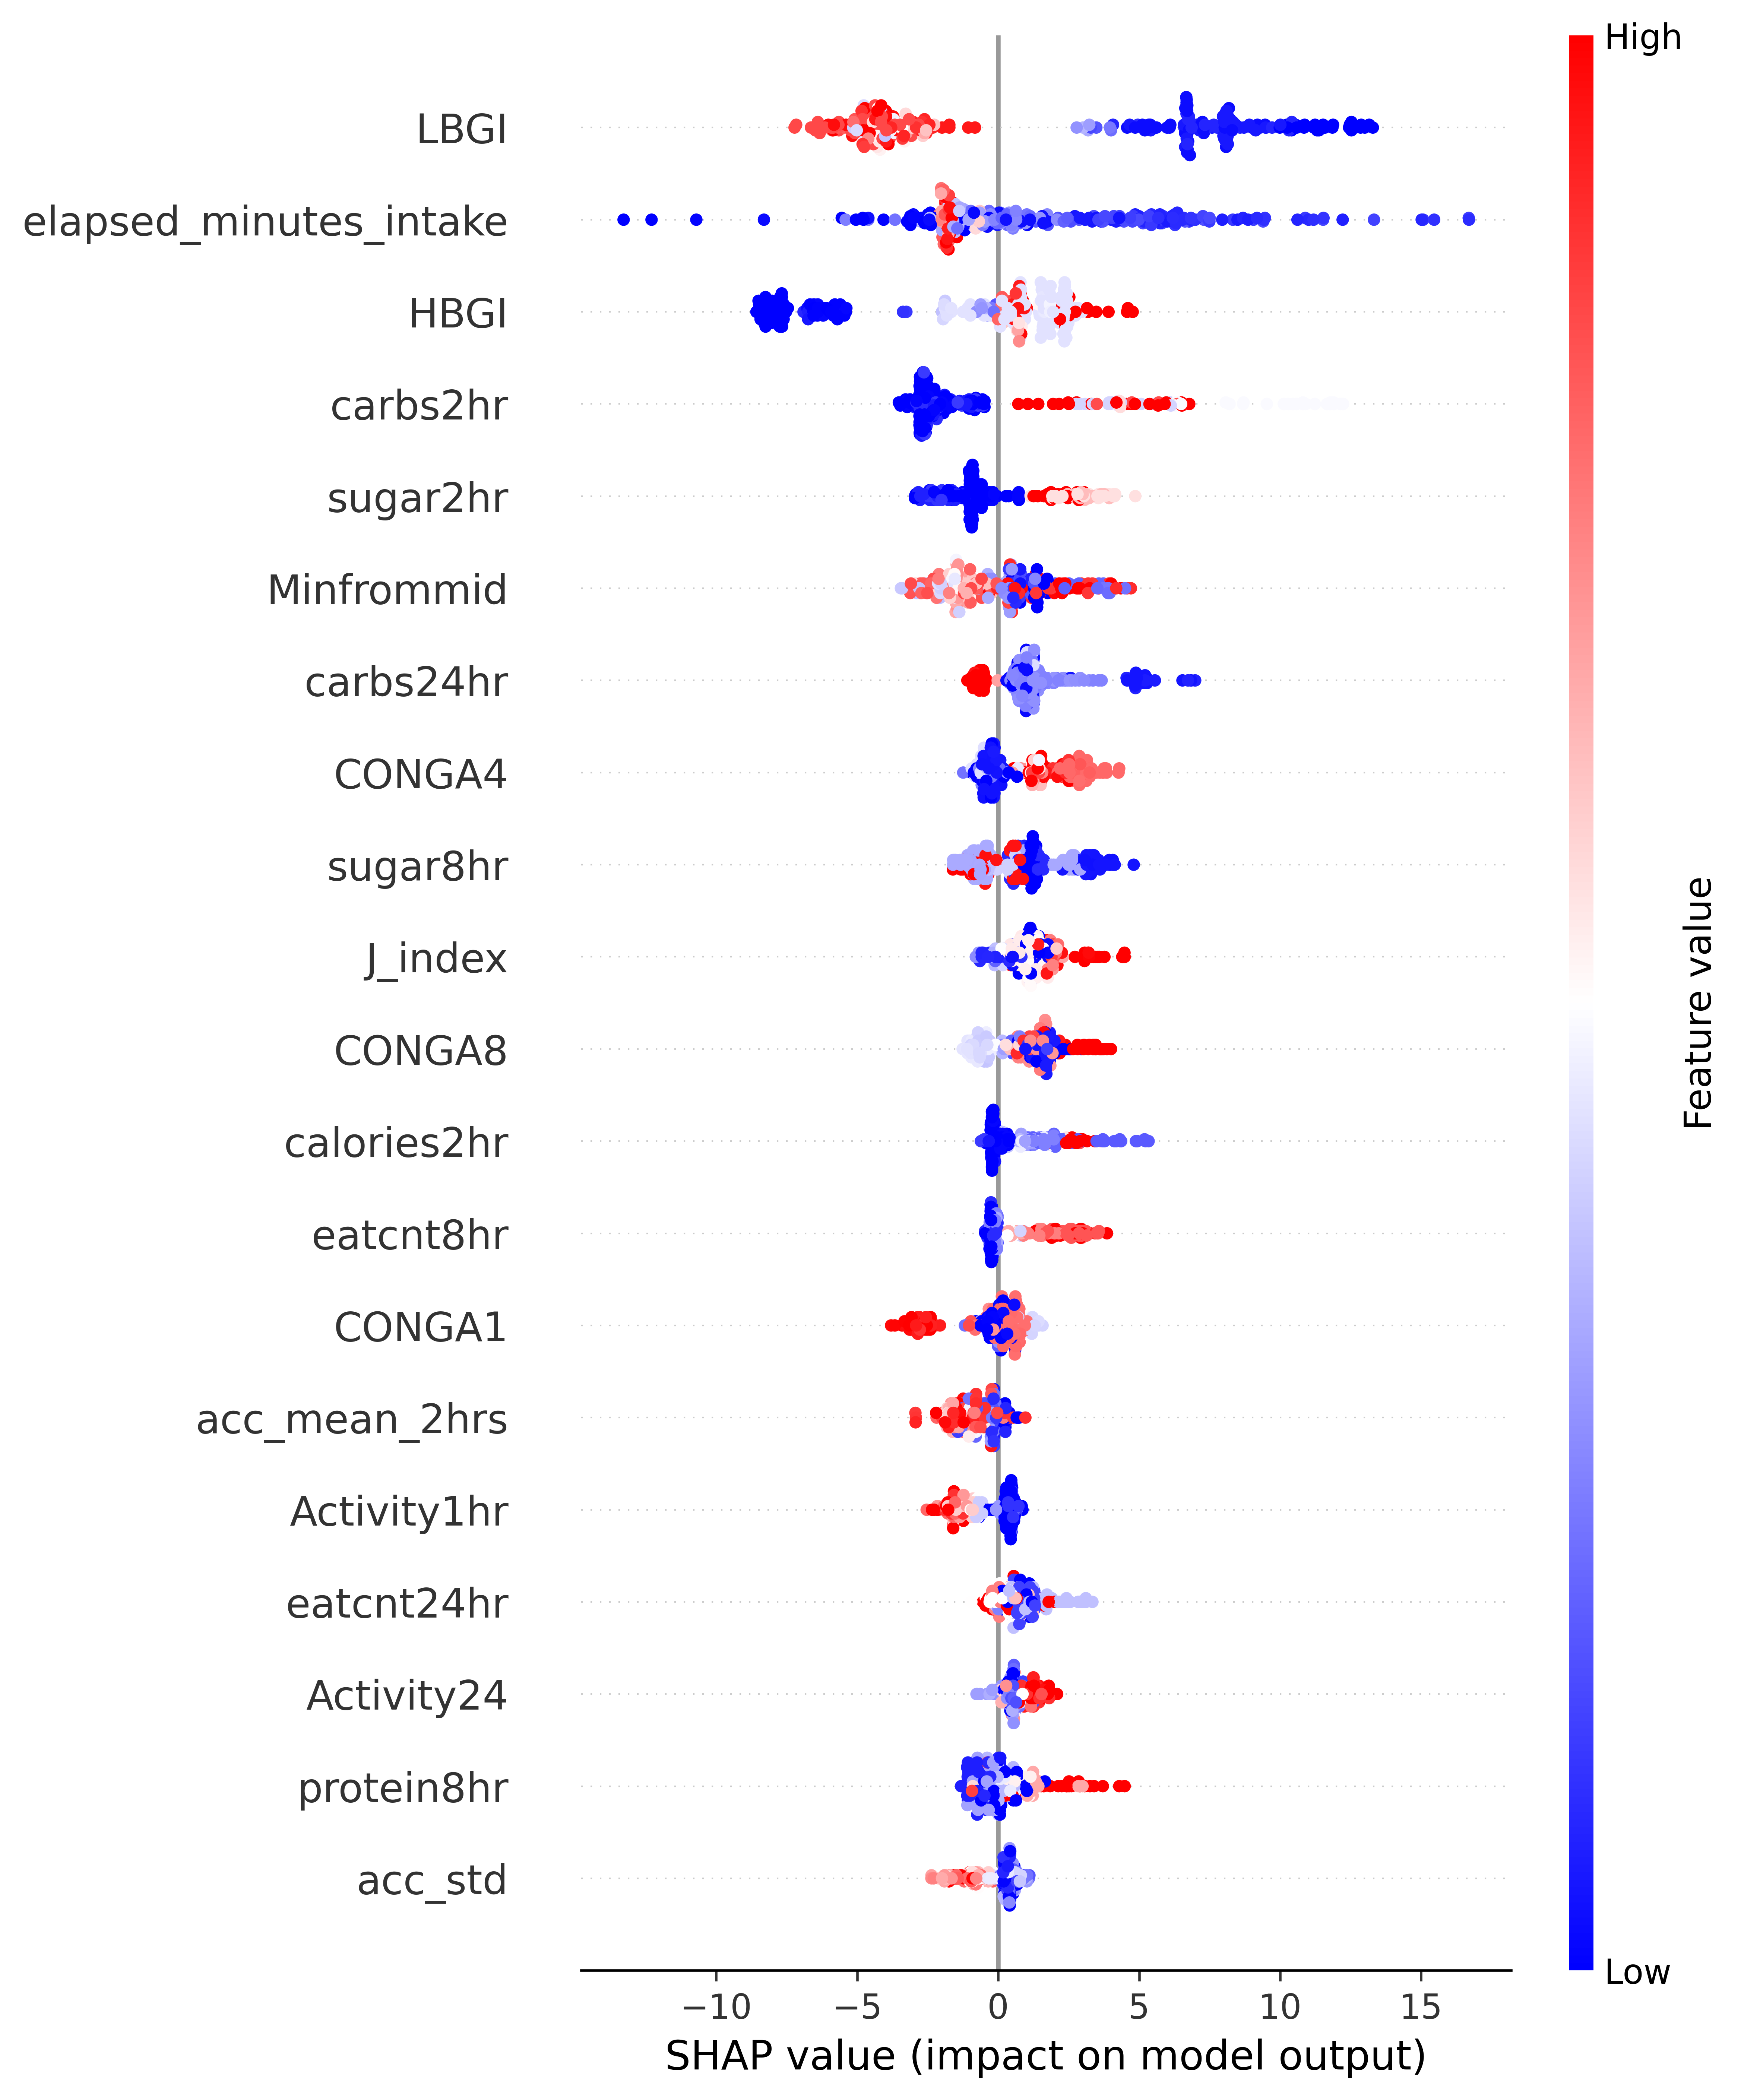 High
LBGI
elapsed_minutes_intake
HBGI
carbs2hr
sugar2hr
Minfrommid
carbs24hr
CONGA4
sugar8hr
J_index
CONGA8
calories2hr
eatcnt8hr
CONGA1
acc_mean_2hrs
Activity1hr
eatcnt24hr
Activity24
protein8hr
acc_std
Feature value
Low
−10 −5 0 5 10 15
SHAP value (impact on model output)